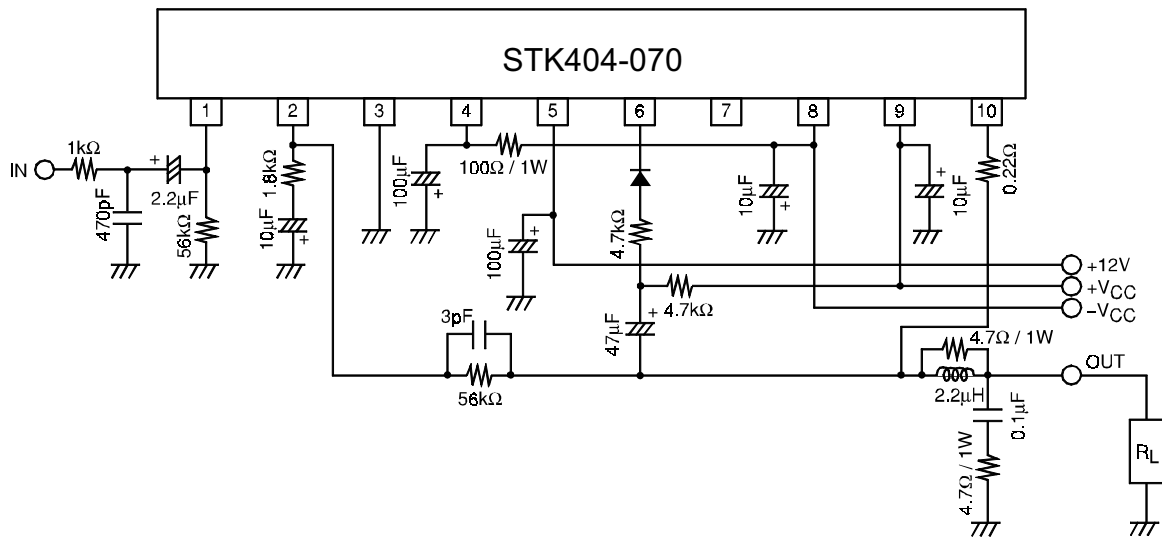 STK404-070
1 2 3 4 5 6 7 8 9 10
IN
1kΩ
470pF
+
2.2μF
56kΩ
1.8kΩ
10μF
+
100μF
+
100Ω / 1W
100μF
+
4.7kΩ
4.7kΩ
47μF
+
10μF
+
10μF
+
0.22Ω
+12V
+VCC
−VCC
3pF
56kΩ
4.7Ω / 1W
2.2μH
OUT
0.1μF
4.7Ω / 1W
RL